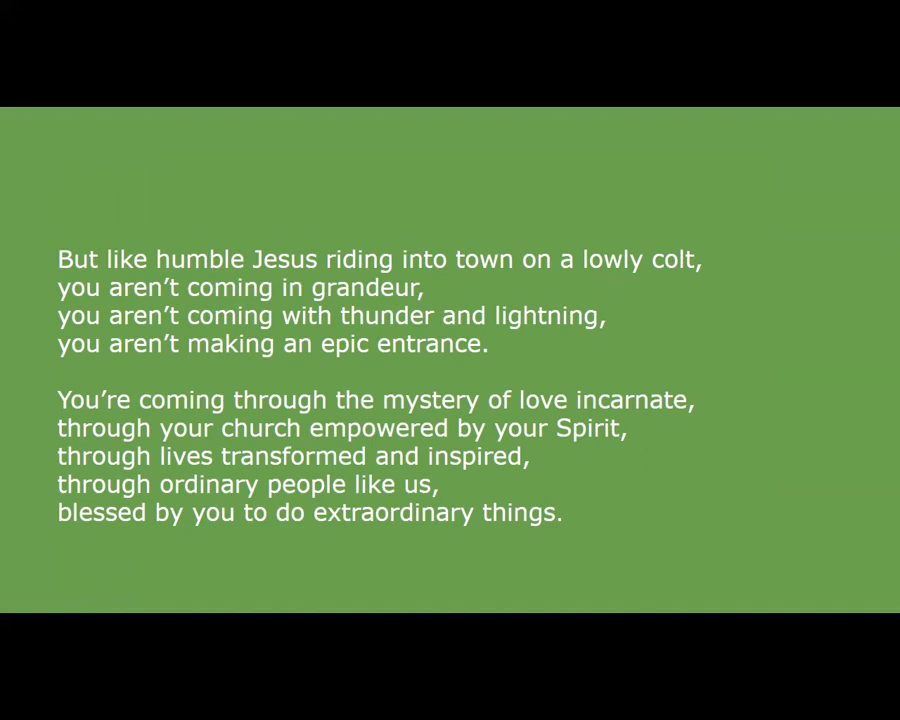 But like humble Jesus riding into town on a lowly colt,
you aren’t coming in grandeur,
you aren’t coming with thunder and lightning,
you aren’t making an epic entrance.
You’re coming through the mystery of love incarnate,
through your church empowered by your Spirit,
through lives transformed and inspired,
through ordinary people like us,
blessed by you to do extraordinary things.